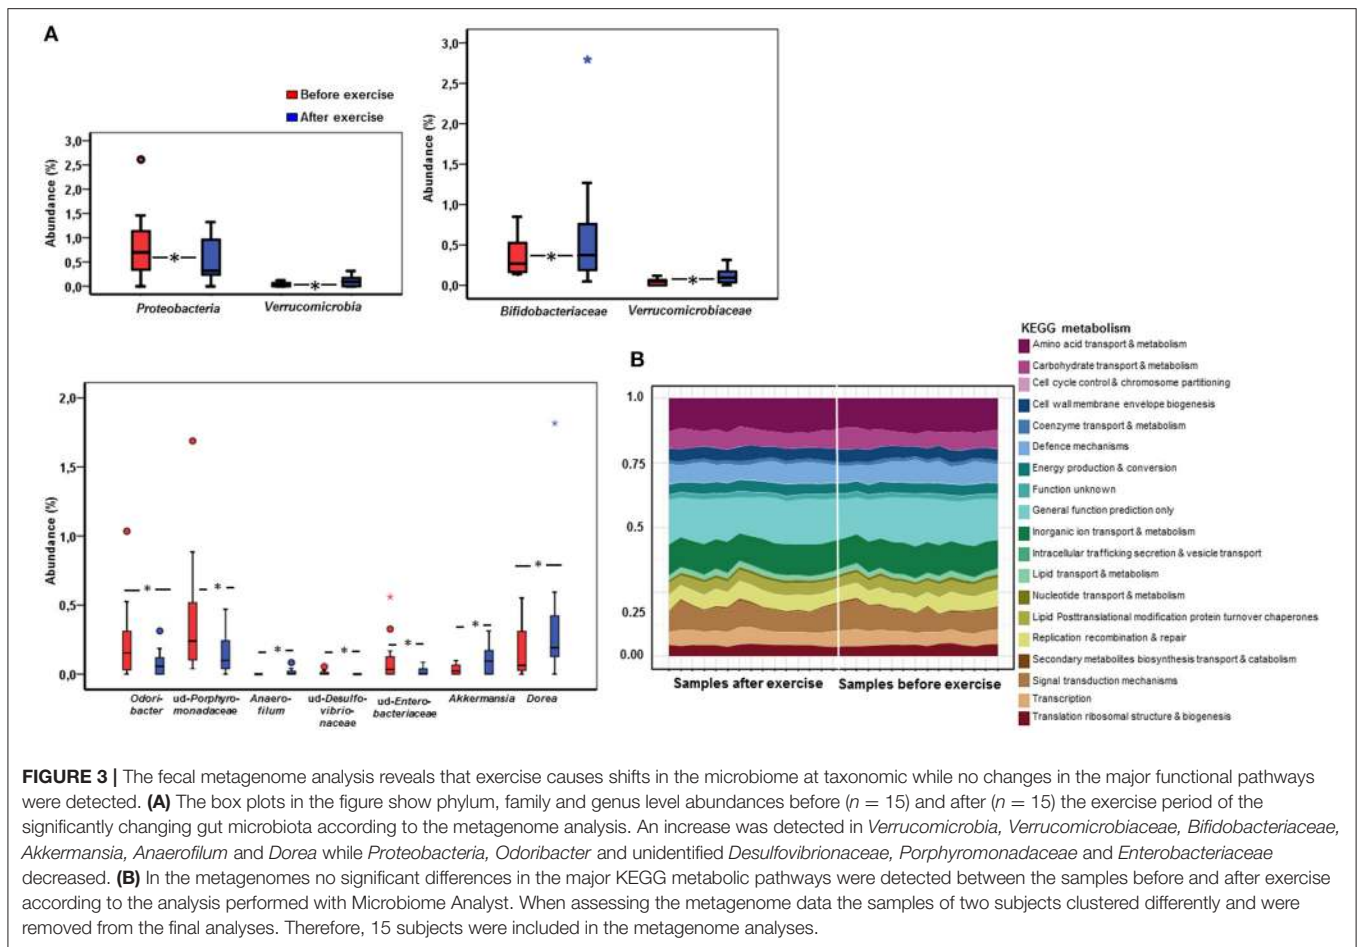 A
Before exercise
After exercise
Abundance (%)
3,0
2,5
2,0
1,5
1,0
0,5
0,0
*
*
Proteobacteria
Verrucomicrobia
Abundance (%)
3,0
2,5
2,0
1,5
1,0
0,5
0,0
*
*
*
Bifidobacteriaceae
Verrucomicrobiaceae
Abundance (%)
2,0
1,5
1,0
0,5
0,0
*
*
*
*
*
*
*
*
*
Odori-
bacter
ud-Porphyro-
monadaceae
Anaero-
filum
ud-Desulfo-
vibrio-
naceae
ud-Entero-
bacteriaceae
Akkermansia
Dorea
B
1.0
0.75
0.5
0.25
0.00
Samples after exercise
Samples before exercise
KEGG metabolism
Amino acid transport & metabolism
Carbohydrate transport & metabolism
Cell cycle control & chromosome partitioning
Cell wall membrane envelope biogenesis
Coenzyme transport & metabolism
Defence mechanisms
Energy production & conversion
Function unknown
General function prediction only
Inorganic ion transport & metabolism
Intracellular trafficking secretion & vesicle transport
Lipid transport & metabolism
Nucleotide transport & metabolism
Lipid Posttranslational modification protein turnover chaperones
Replication recombination & repair
Secondary metabolites biosynthesis transport & catabolism
Signal transduction mechanisms
Transcription
Translation ribosomal structure & biogenesis
FIGURE 3 | The fecal metagenome analysis reveals that exercise causes shifts in the microbiome at taxonomic while no changes in the major functional pathways
were detected. (A) The box plots in the figure show phylum, family and genus level abundances before (n = 15) and after (n = 15) the exercise period of the
significantly changing gut microbiota according to the metagenome analysis. An increase was detected in Verrucomicrobia, Verrucomicrobiaceae, Bifidobacteriaceae,
Akkermansia, Anaerofilum and Dorea while Proteobacteria, Odoribacter and unidentified Desulfovibrionaceae, Porphyromonadaceae and Enterobacteriaceae
decreased. (B) In the metagenomes no significant differences in the major KEGG metabolic pathways were detected between the samples before and after exercise
according to the analysis performed with Microbiome Analyst. When assessing the metagenome data the samples of two subjects clustered differently and were
removed from the final analyses. Therefore, 15 subjects were included in the metagenome analyses.